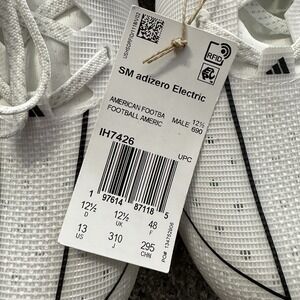 RFID
SM adizero Electric
AMERICAN FOOTBA
FOOTBALL AMERIC
MALE
12½
690
IH7426
UPC
1 97614 87118 5
12½ 12½ 48
D UK F
13 310 295
US J CHN